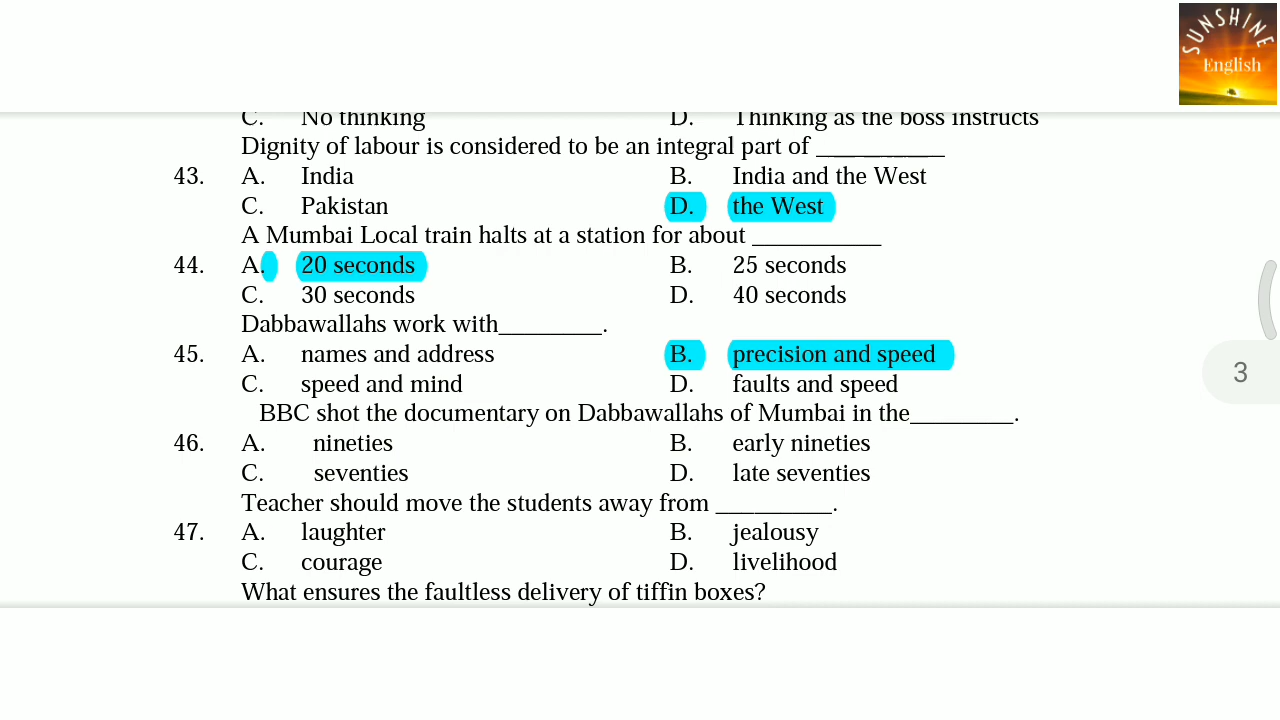 SUNSHINE
English
C. No thinking D. Thinking as the boss instructs
Dignity of labour is considered to be an integral part of __________
43. A. India B. India and the West
C. Pakistan D. the West
A Mumbai Local train halts at a station for about __________
44. A. 20 seconds B. 25 seconds
C. 30 seconds D. 40 seconds
Dabbawallahs work with________.
45. A. names and address B. precision and speed
C. speed and mind D. faults and speed
BBC shot the documentary on Dabbawallahs of Mumbai in the________.
46. A. nineties B. early nineties
C. seventies D. late seventies
3
Teacher should move the students away from _________.
47. A. laughter B. jealousy
C. courage D. livelihood
What ensures the faultless delivery of tiffin boxes?